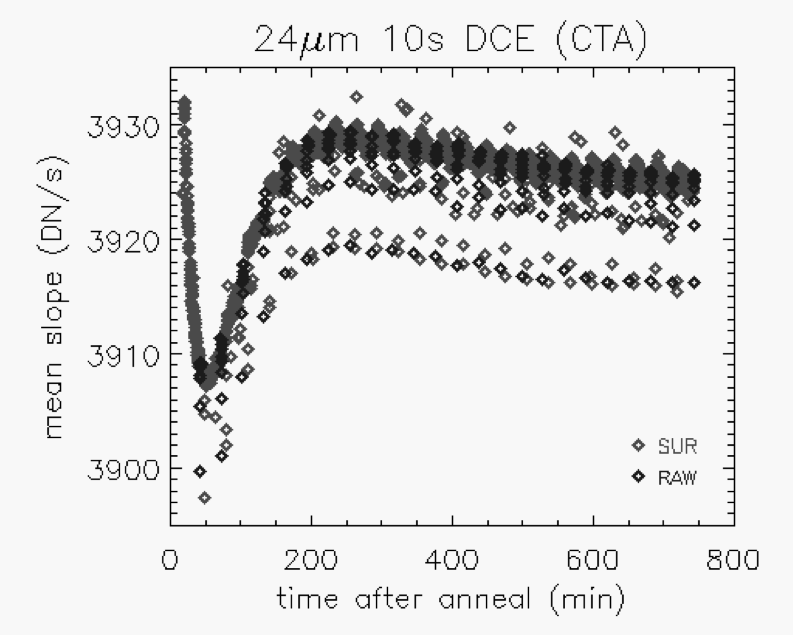 24μm 10s DCE (CTA)
mean slope (DN/s)
3930
3920
3910
3900
SUR
RAW
0 200 400 600 800
time after anneal (min)